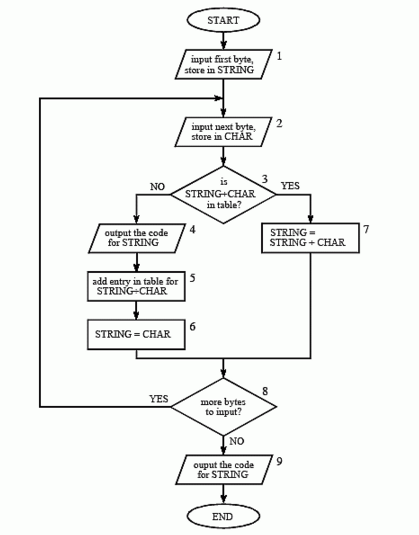 START
1
input first byte,
store in STRING
2
input next byte,
store in CHAR
3
NO
is
STRING+CHAR
in table?
YES
4
output the code
for STRING
7
STRING =
STRING + CHAR
5
add entry in table for
STRING+CHAR
6
STRING = CHAR
8
YES
more bytes
to input?
NO
9
ouput the code
for STRING
END